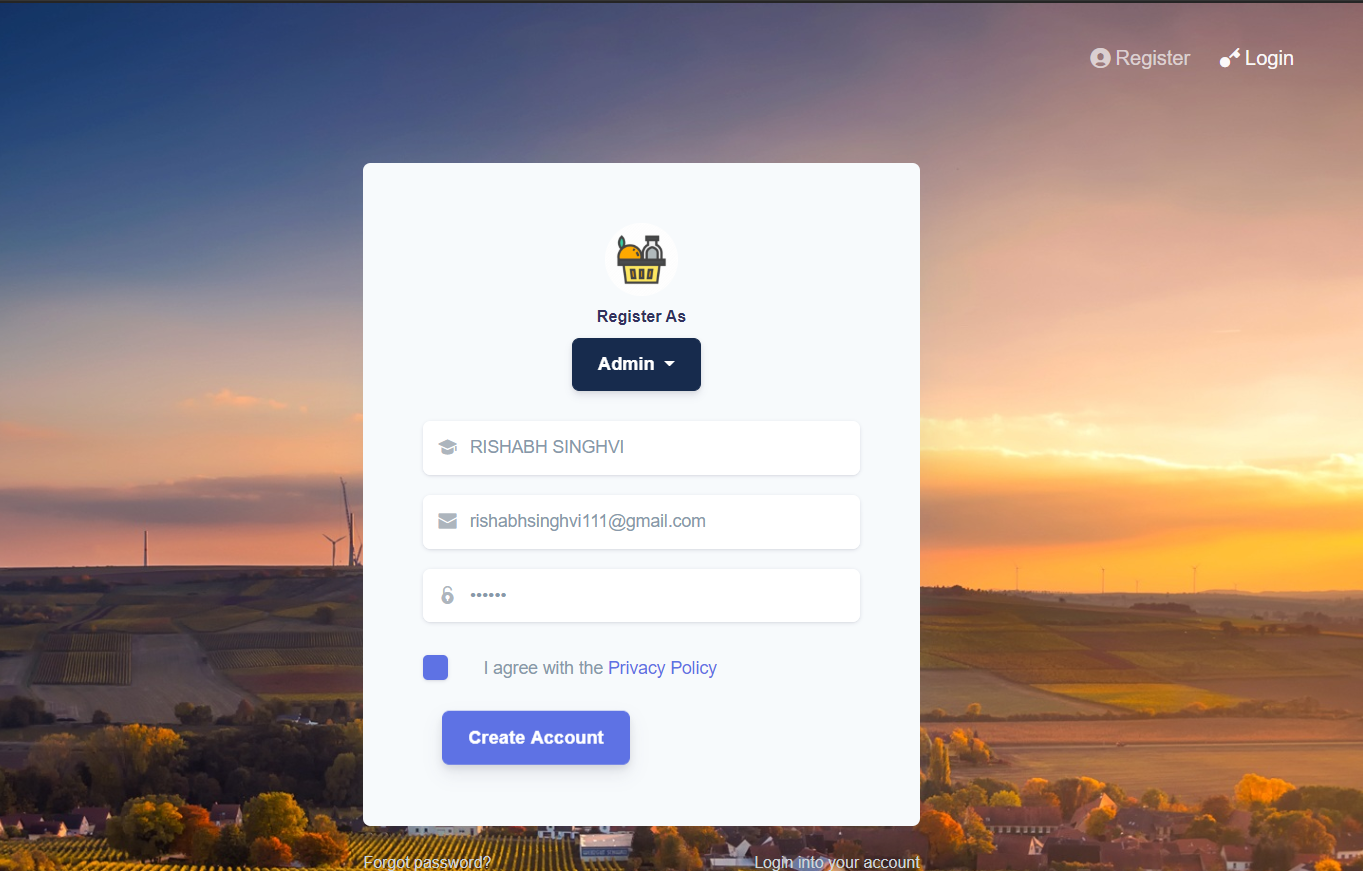 Register Login
Register As
Admin
RISHABH SINGHVI
rishabhsinghvi111@gmail.com
••••••
I agree with the Privacy Policy
Create Account
Forgot password? Login into your account